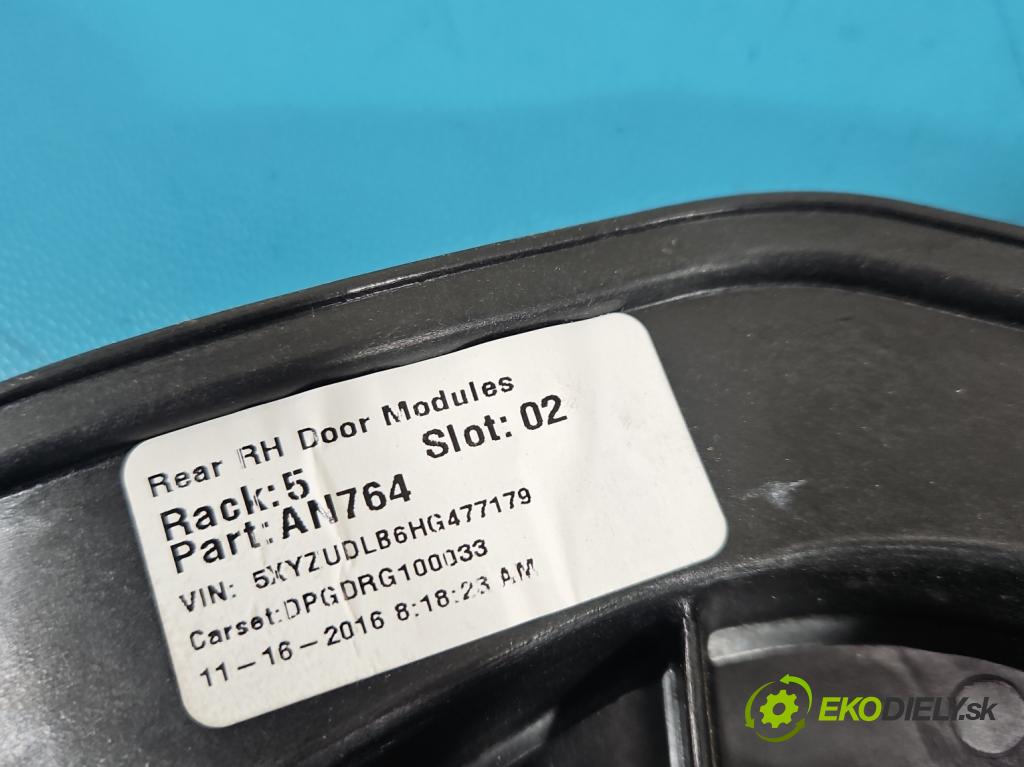 Rear RH Door Modules
Rack:5 Slot: 02
Part:AN764
VIN: 5XYZUDLB6HG477179
Carset:DPGDRG100033
11-16-2016 8:18:23 AM
EKODIELY.sk